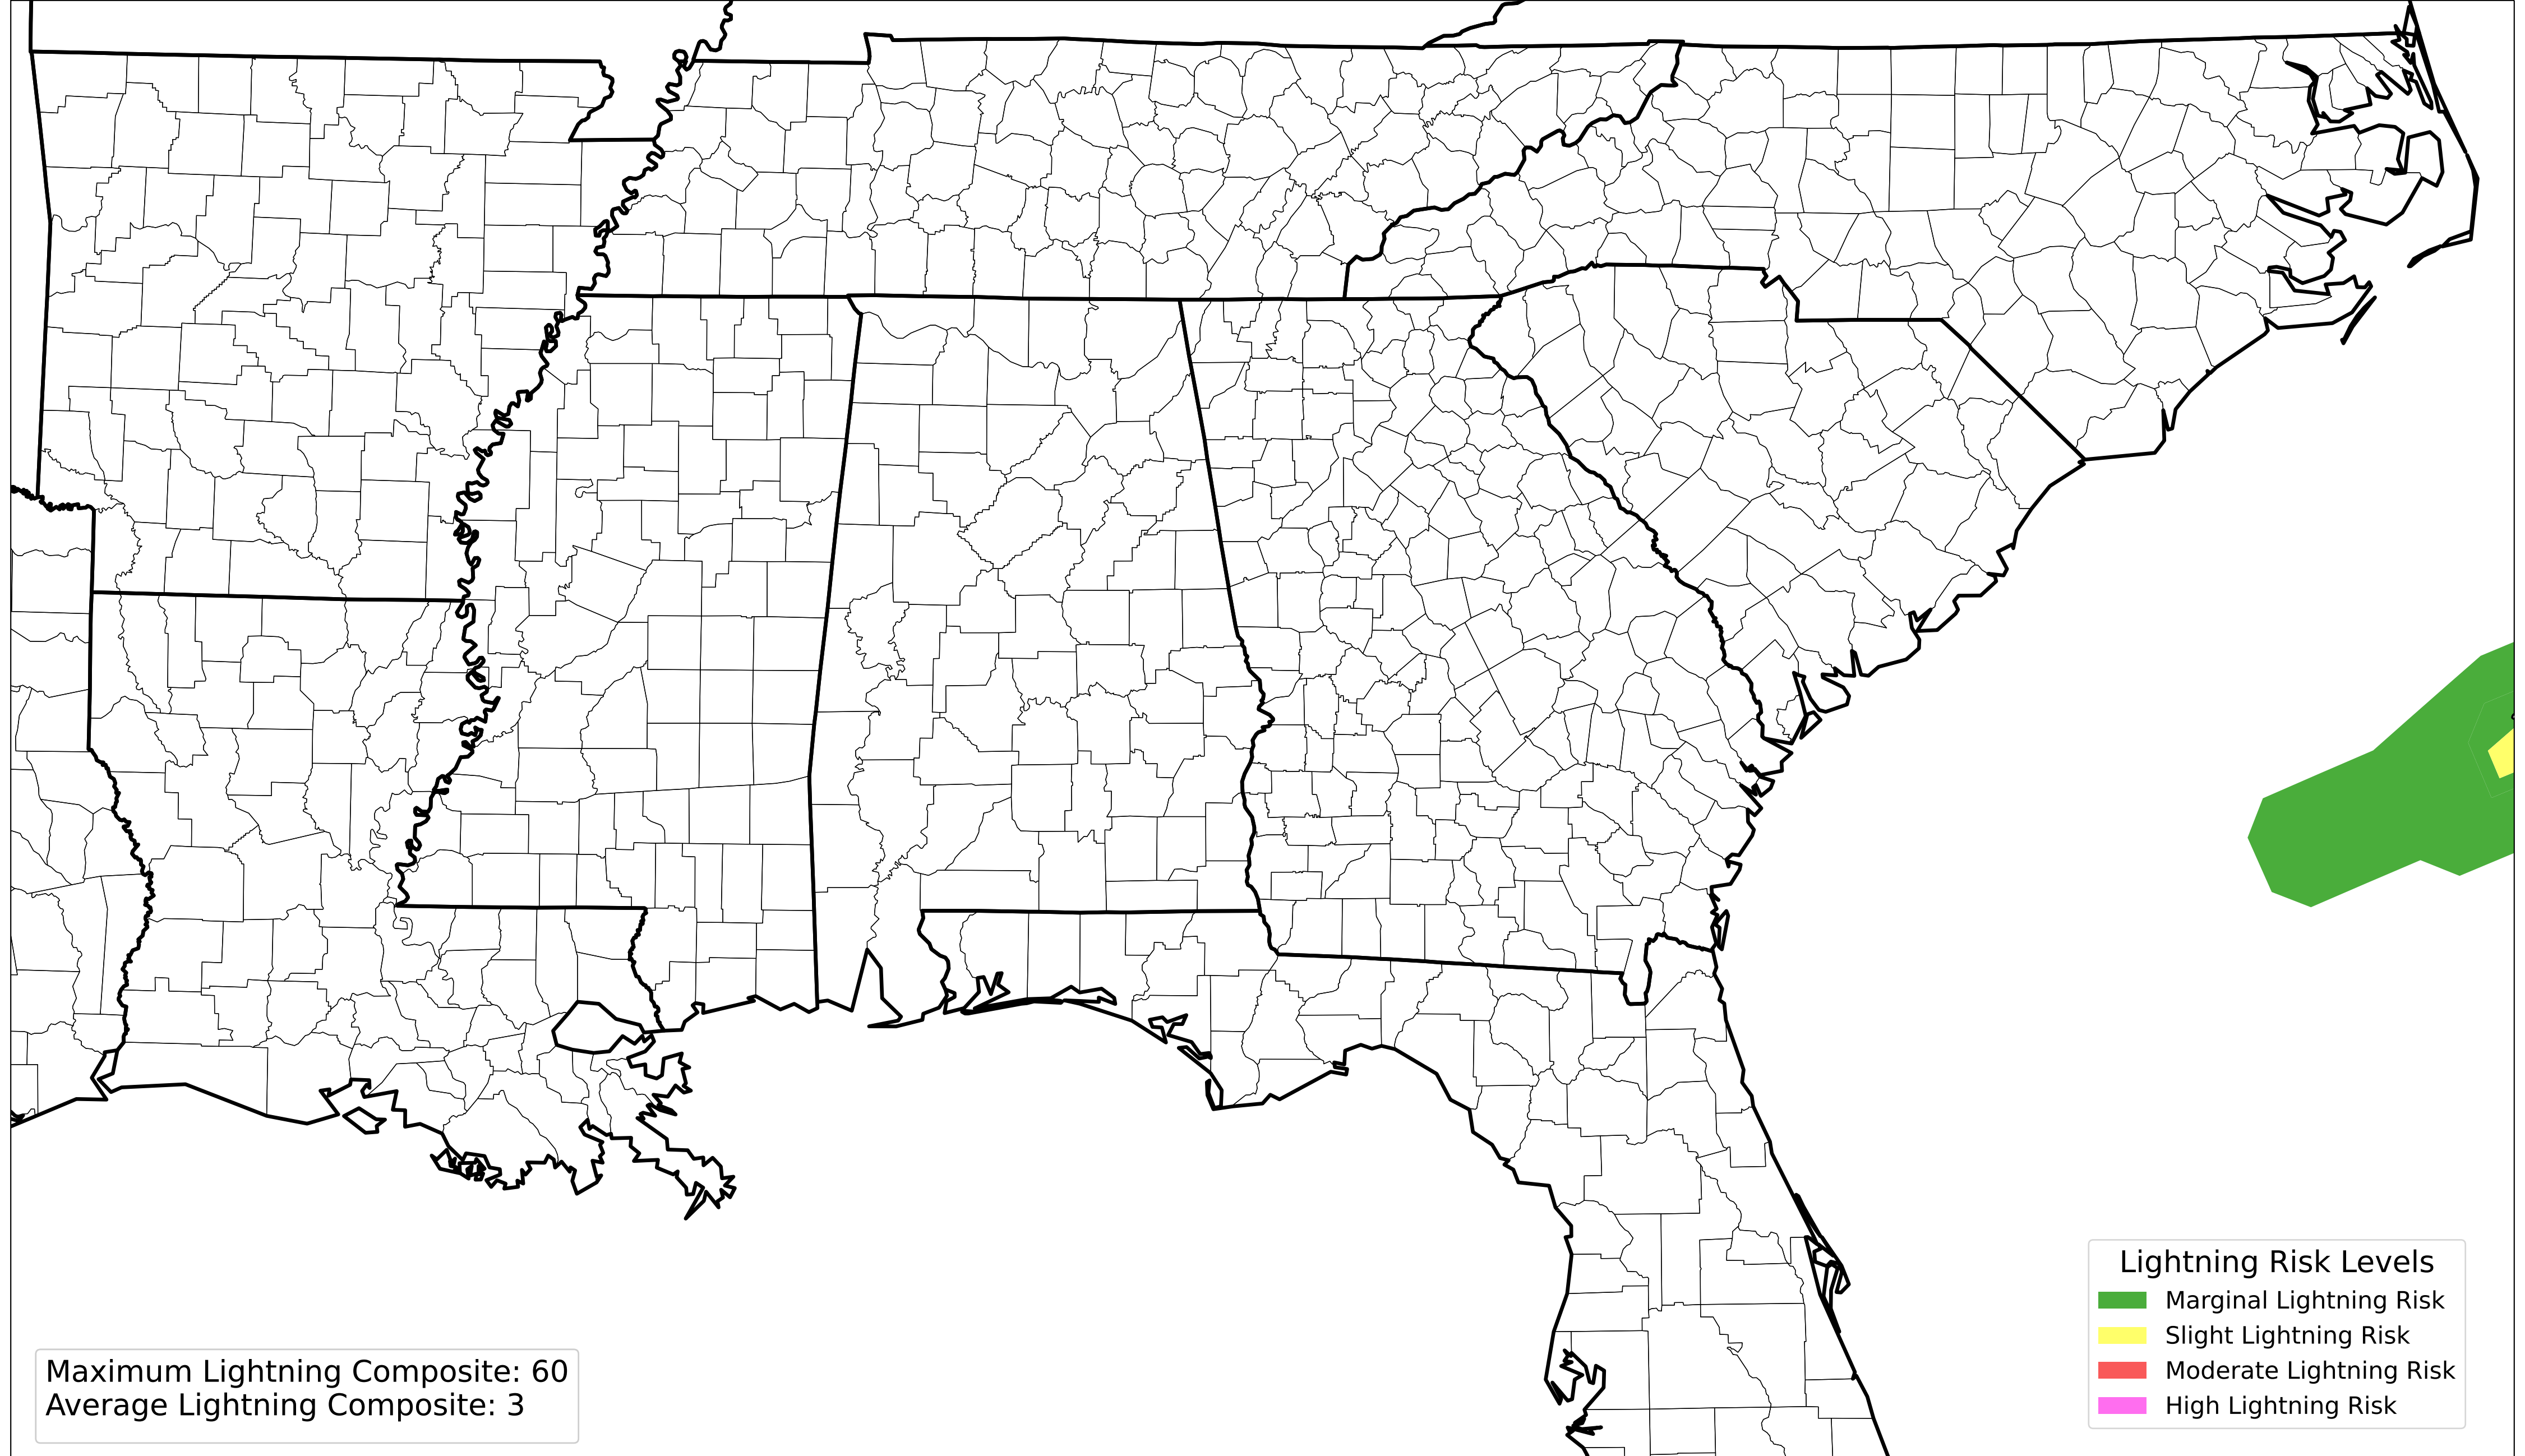 Maximum Lightning Composite: 60
Average Lightning Composite: 3
Lightning Risk Levels
Marginal Lightning Risk
Slight Lightning Risk
Moderate Lightning Risk
High Lightning Risk